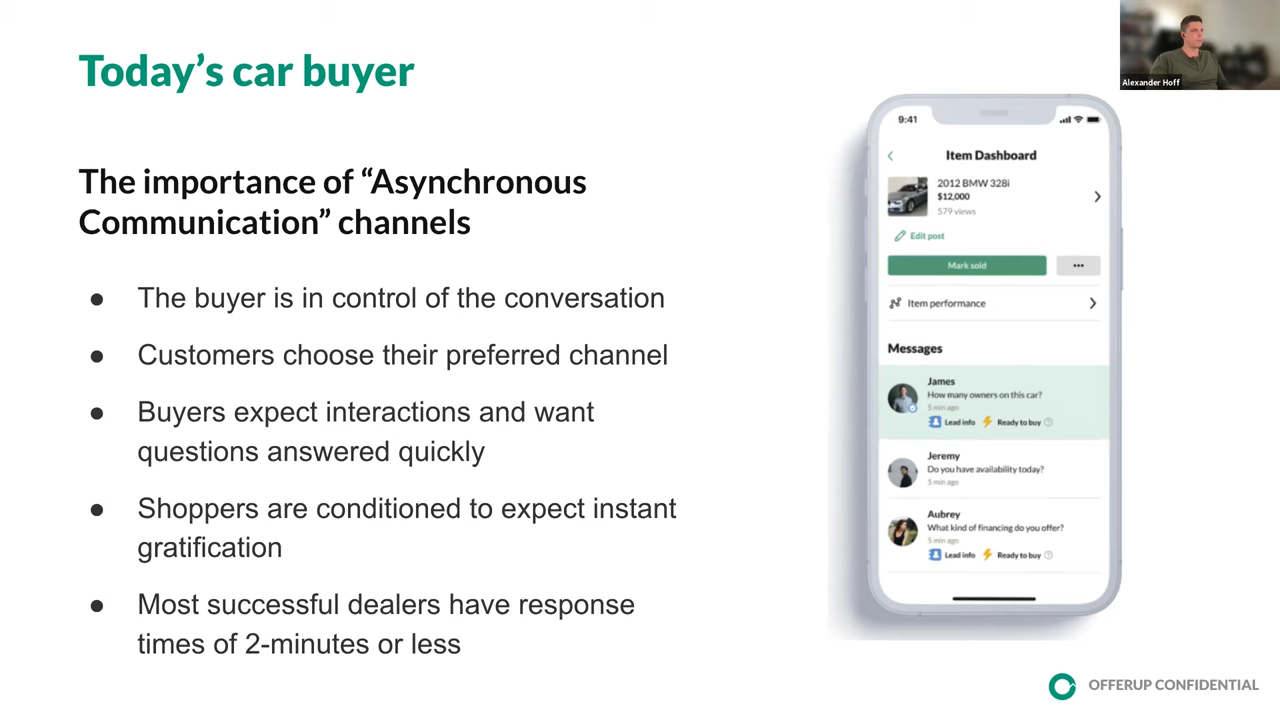 Today’s car buyer
Alexander Hoff
The importance of “Asynchronous
Communication” channels
● The buyer is in control of the conversation
● Customers choose their preferred channel
● Buyers expect interactions and want
questions answered quickly
● Shoppers are conditioned to expect instant
gratification
● Most successful dealers have response
times of 2-minutes or less
9:41
Item Dashboard
2012 BMW 328i
$12,000
579 views
Edit post
Mark sold
Item performance
Messages
James
How many owners on this car?
5 min ago
Lead info Ready to buy
Jeremy
Do you have availability today?
5 min ago
Aubrey
What kind of financing do you offer?
5 min ago
Lead info Ready to buy
OFFERUP CONFIDENTIAL